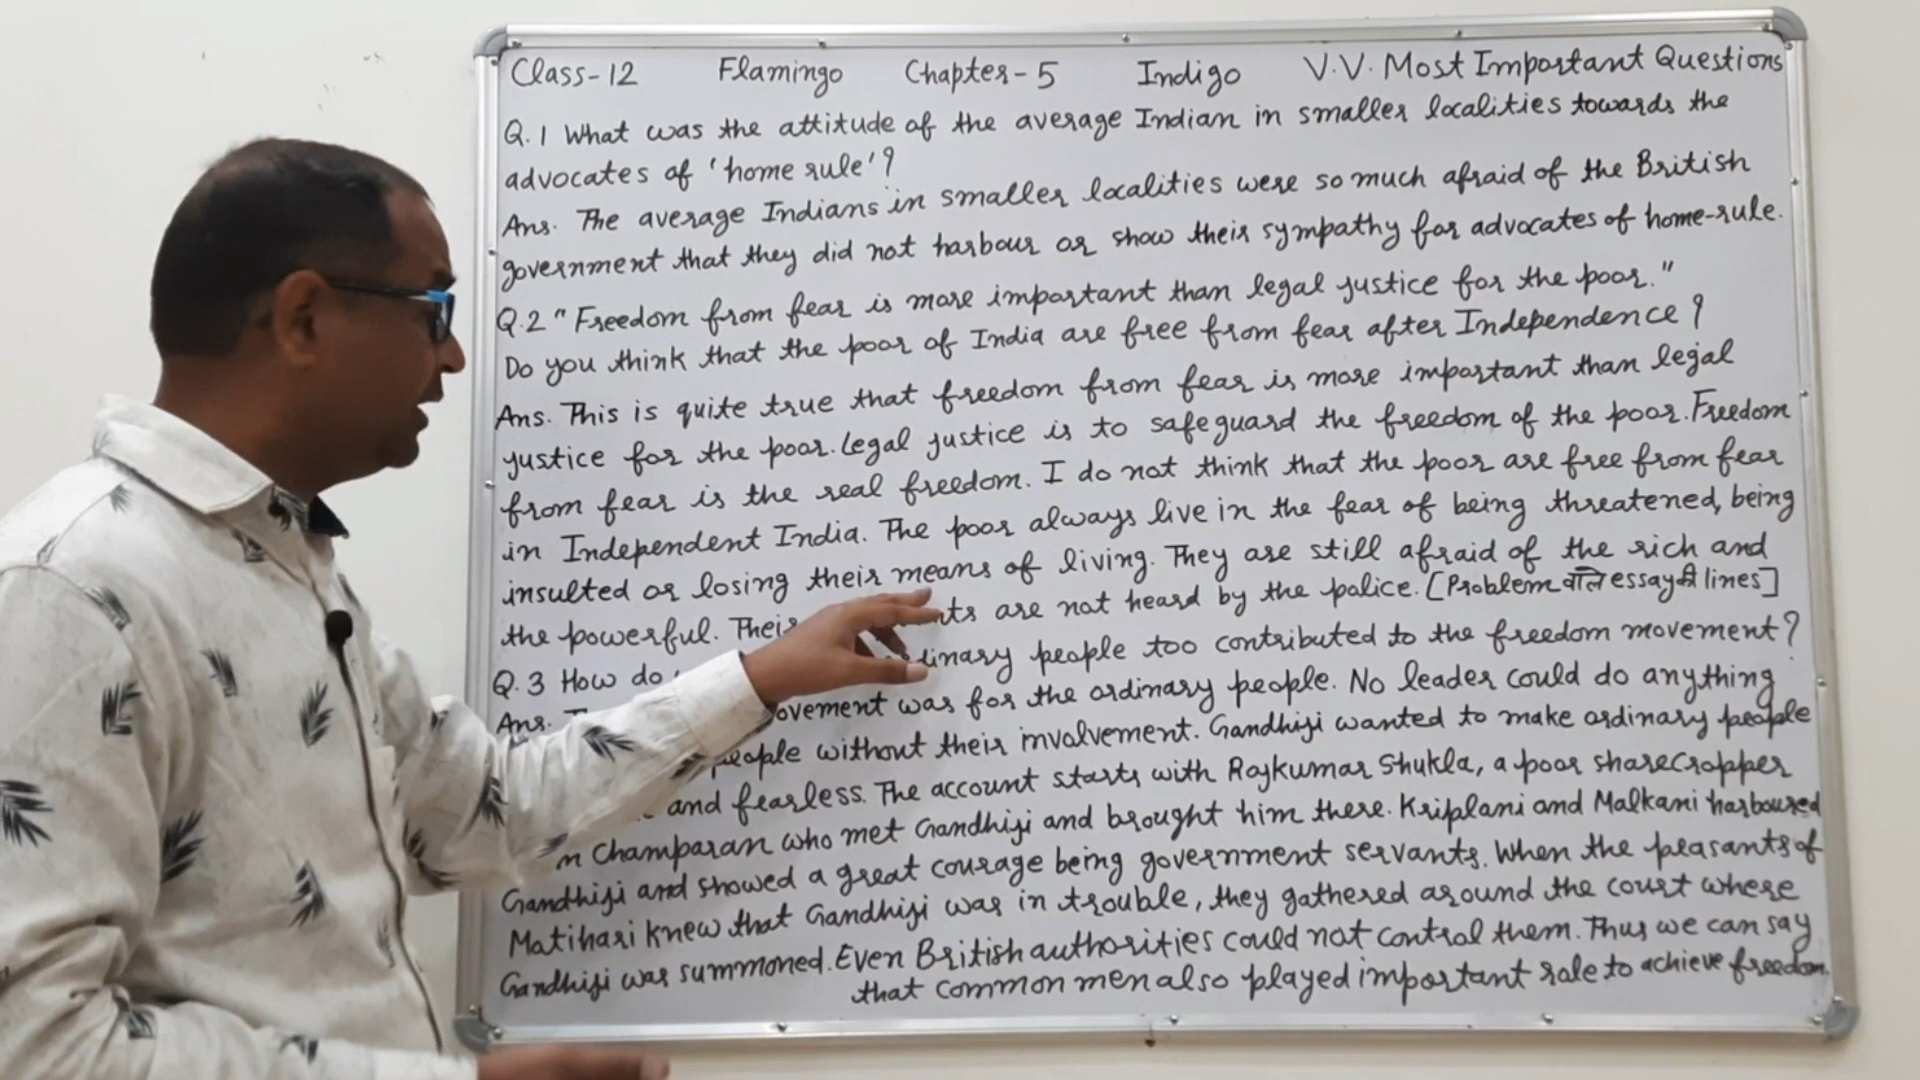 Class-12 Flamingo Chapter-5 Indigo V.V. Most Important Questions
Q.1 What was the attitude of the average Indian in smaller localities towards the
advocates of 'home rule'?
Ans. The average Indians in smaller localities were so much afraid of the British
government that they did not harbour or show their sympathy for advocates of home-rule.
Q.2 "Freedom from fear is more important than legal justice for the poor."
Do you think that the poor of India are free from fear after Independence?
Ans. This is quite true that freedom from fear is more important than legal
justice for the poor. Legal justice is to safeguard the freedom of the poor. Freedom
from fear is the real freedom. I do not think that the poor are free from fear
in Independent India. The poor always live in the fear of being threatened, being
insulted or losing their means of living. They are still afraid of the rich and
the powerful. Their nts are not heard by the police. [Problem वाले essay की lines]
Q.3 How do dinary people too contributed to the freedom movement?
Ans. ovement was for the ordinary people. No leader could do anything
people without their involvement. Gandhiji wanted to make ordinary people
and fearless. The account starts with Rajkumar Shukla, a poor sharecropper
m Champaran who met Gandhiji and brought him there. Kriplani and Malkani harboured
Gandhiji and showed a great courage being government servants. When the peasants of
Motihari knew that Gandhiji was in trouble, they gathered around the court where
Gandhiji was summoned. Even British authorities could not control them. Thus we can say
that common men also played important role to achieve freedom.